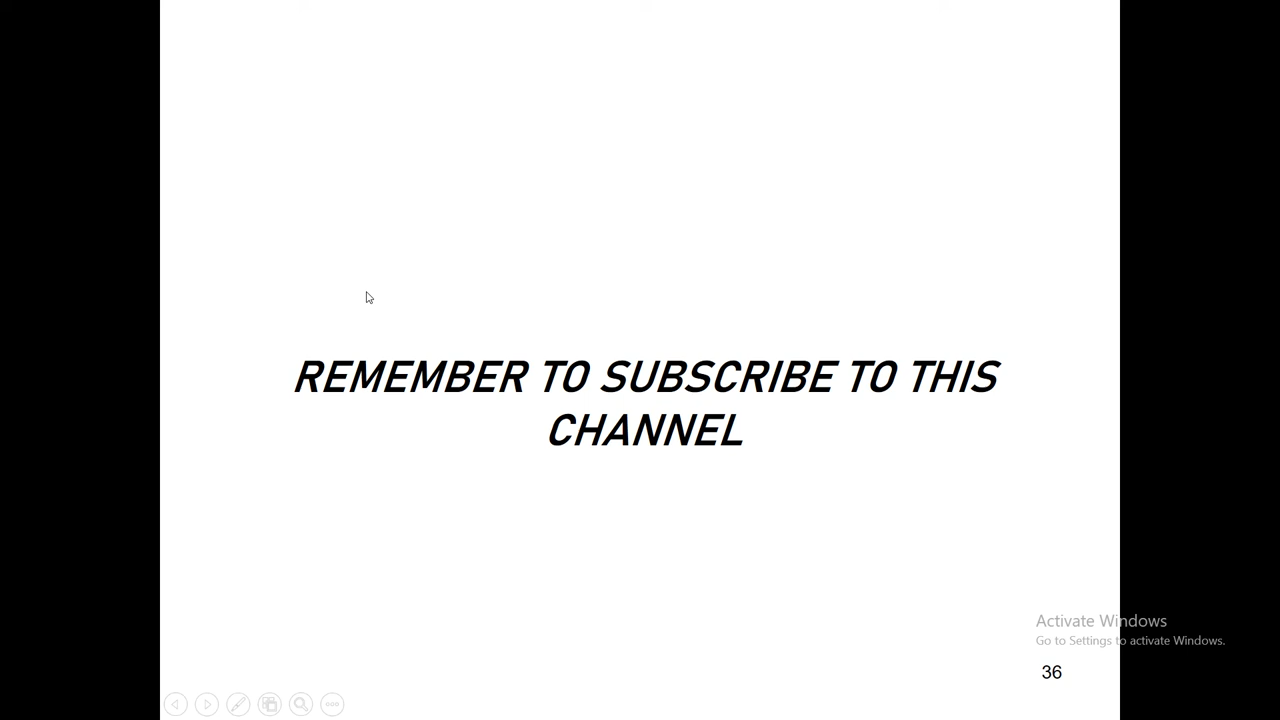 REMEMBER TO SUBSCRIBE TO THIS
CHANNEL
Activate Windows
Go to Settings to activate Windows.
36